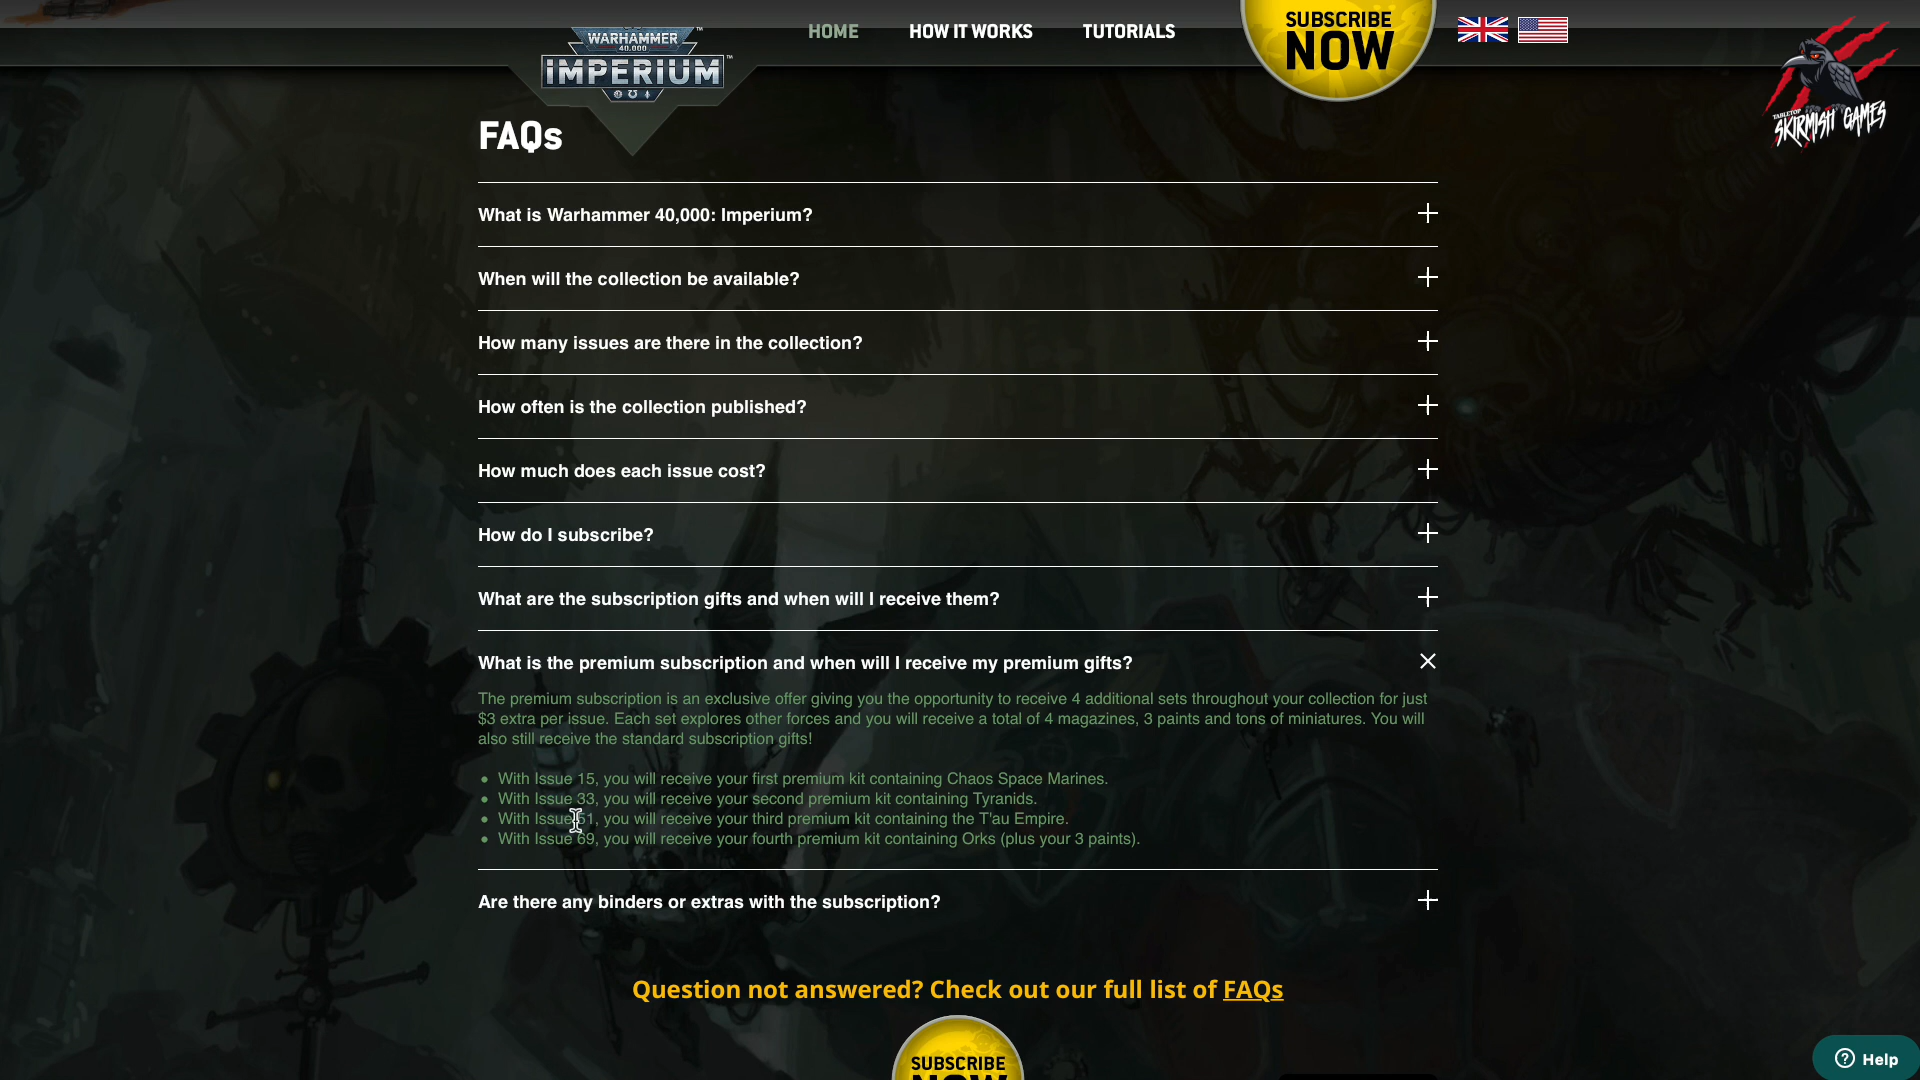 HOME
HOW IT WORKS
TUTORIALS
SUBSCRIBE
NOW
WARHAMMER
40,000
IMPERIUM
TABLETOP
SKIRMISH GAMES
FAQs
What is Warhammer 40,000: Imperium?
When will the collection be available?
How many issues are there in the collection?
How often is the collection published?
How much does each issue cost?
How do I subscribe?
What are the subscription gifts and when will I receive them?
What is the premium subscription and when will I receive my premium gifts?
The premium subscription is an exclusive offer giving you the opportunity to receive 4 additional sets throughout your collection for just
$3 extra per issue. Each set explores other forces and you will receive a total of 4 magazines, 3 paints and tons of miniatures. You will
also still receive the standard subscription gifts!
With Issue 15, you will receive your first premium kit containing Chaos Space Marines.
With Issue 33, you will receive your second premium kit containing Tyranids.
With Issue 51, you will receive your third premium kit containing the T'au Empire.
With Issue 69, you will receive your fourth premium kit containing Orks (plus your 3 paints).
Are there any binders or extras with the subscription?
Question not answered? Check out our full list of FAQs
SUBSCRIBE
NOW
Help